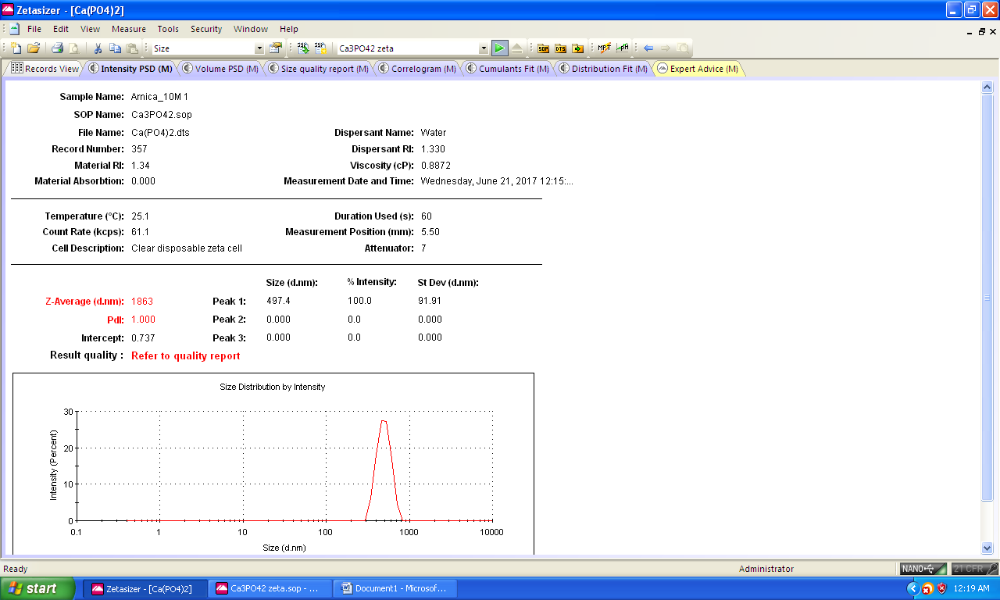 Zetasizer - [Ca(PO4)2]
File Edit View Measure Tools Security Window Help
Size Ca3PO42 zeta SOP DTS MPT pH
Records View Intensity PSD (M) Volume PSD (M) Size quality report (M) Correlogram (M) Cumulants Fit (M) Distribution Fit (M) Expert Advice (M)
Sample Name: Arnica_10M 1
SOP Name: Ca3PO42.sop
File Name: Ca(PO4)2.dts Dispersant Name: Water
Record Number: 357 Dispersant RI: 1.330
Material RI: 1.34 Viscosity (cP): 0.8872
Material Absorbtion: 0.000 Measurement Date and Time: Wednesday, June 21, 2017 12:15:...
Temperature (°C): 25.1 Duration Used (s): 60
Count Rate (kcps): 61.1 Measurement Position (mm): 5.50
Cell Description: Clear disposable zeta cell Attenuator: 7
Size (d.nm): % Intensity: St Dev (d.nm):
Z-Average (d.nm): 1863 Peak 1: 497.4 100.0 91.91
PdI: 1.000 Peak 2: 0.000 0.0 0.000
Intercept: 0.737 Peak 3: 0.000 0.0 0.000
Result quality : Refer to quality report
Size Distribution by Intensity
Intensity (Percent)
30
20
10
0
0.1 1 10 100 1000 10000
Size (d.nm)
Ready Administrator NANO 21 CFR
start Zetasizer - [Ca(PO4)2] Ca3PO42 zeta.sop - ... Document1 - Microsof... 12:19 AM